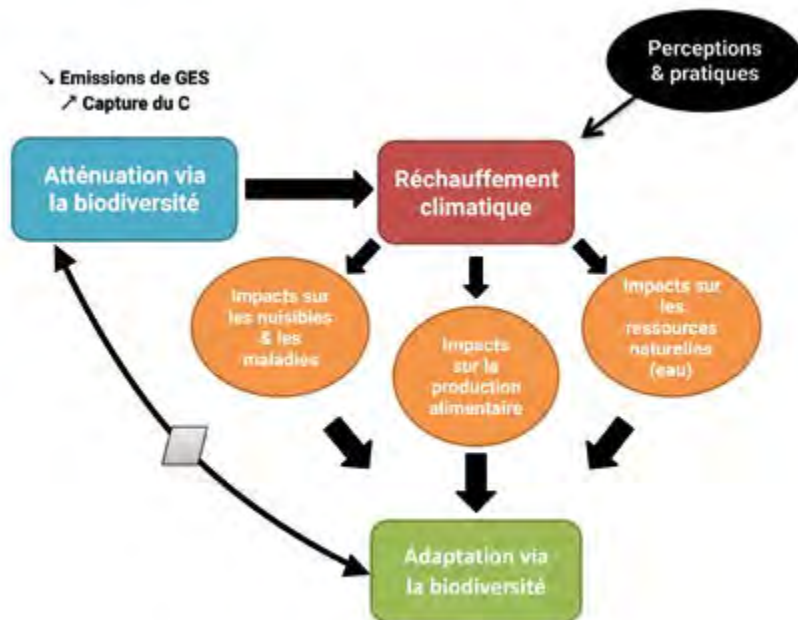 Perceptions
& pratiques
↘ Emissions de GES
↗ Capture du C
Atténuation via
la biodiversité
Réchauffement
climatique
Impacts sur
les nuisibles
& les
maladies
Impacts
sur la
production
alimentaire
Impacts sur
les
ressources
naturelles
(eau)
Adaptation via
la biodiversité